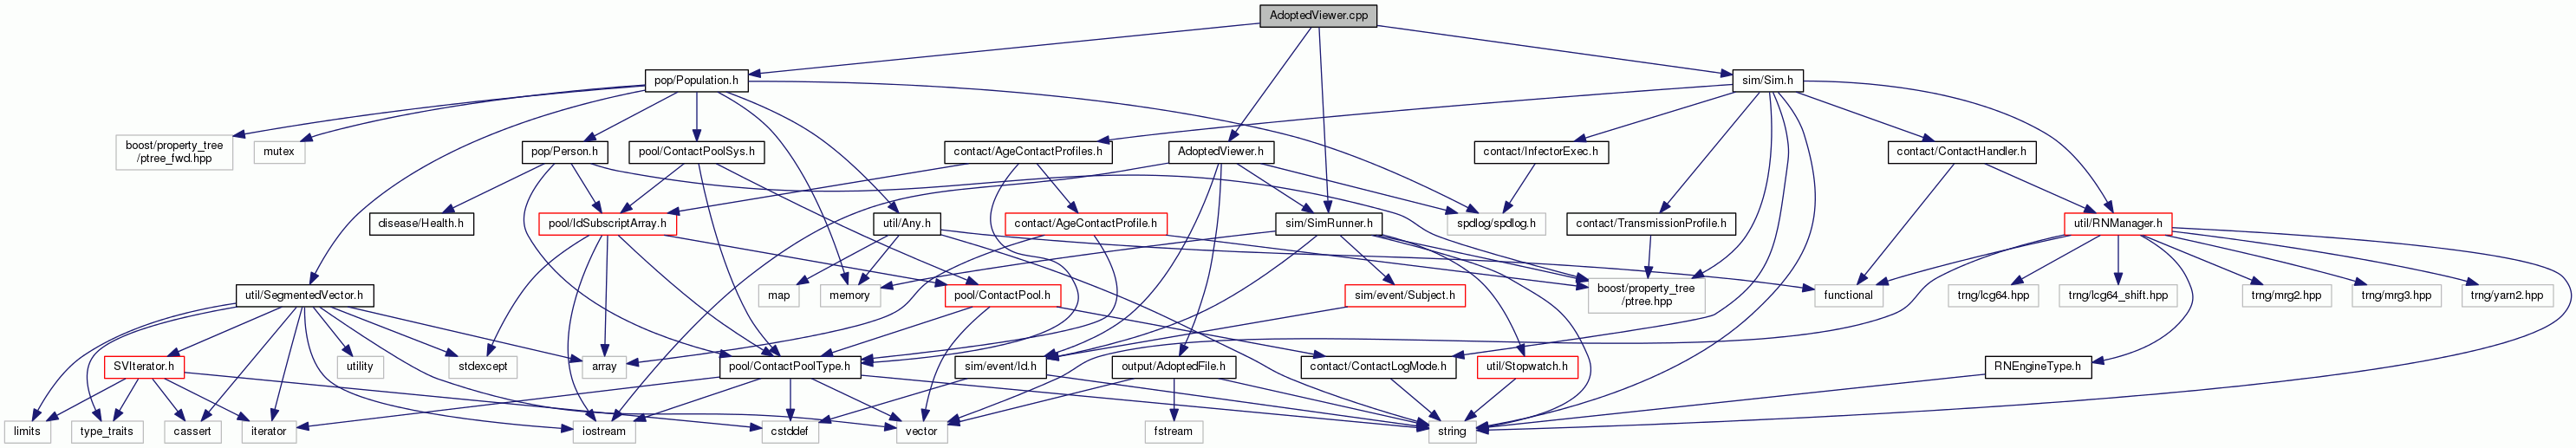 AdoptedViewer.cpp
pop/Population.h
sim/Sim.h
boost/property_tree
/ptree_fwd.hpp
mutex
pop/Person.h
pool/ContactPoolSys.h
contact/AgeContactProfiles.h
AdoptedViewer.h
contact/InfectorExec.h
contact/ContactHandler.h
disease/Health.h
pool/IdSubscriptArray.h
util/Any.h
contact/AgeContactProfile.h
sim/SimRunner.h
spdlog/spdlog.h
contact/TransmissionProfile.h
util/RNManager.h
util/SegmentedVector.h
map
memory
pool/ContactPool.h
sim/event/Subject.h
boost/property_tree
/ptree.hpp
functional
trng/lcg64.hpp
trng/lcg64_shift.hpp
trng/mrg2.hpp
trng/mrg3.hpp
trng/yarn2.hpp
SVIterator.h
utility
stdexcept
array
pool/ContactPoolType.h
sim/event/Id.h
output/AdoptedFile.h
contact/ContactLogMode.h
util/Stopwatch.h
RNEngineType.h
limits
type_traits
cassert
iterator
iostream
cstddef
vector
fstream
string